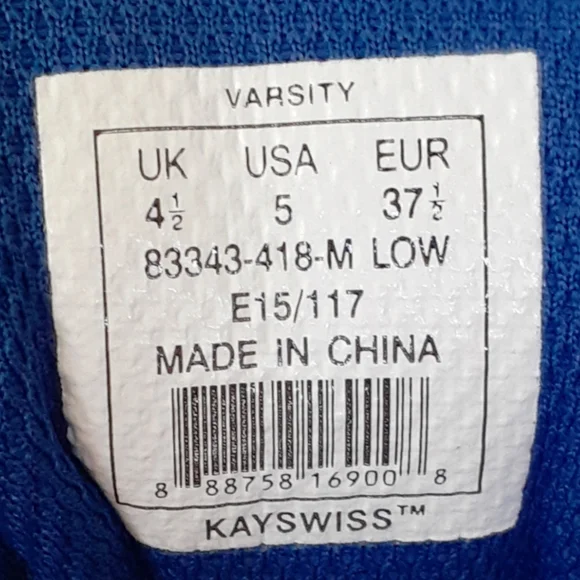 VARSITY
UK USA EUR
4½ 5 37½
83343-418-M LOW
E15/117
MADE IN CHINA
8 88758 16900 8
KAYSWISS™